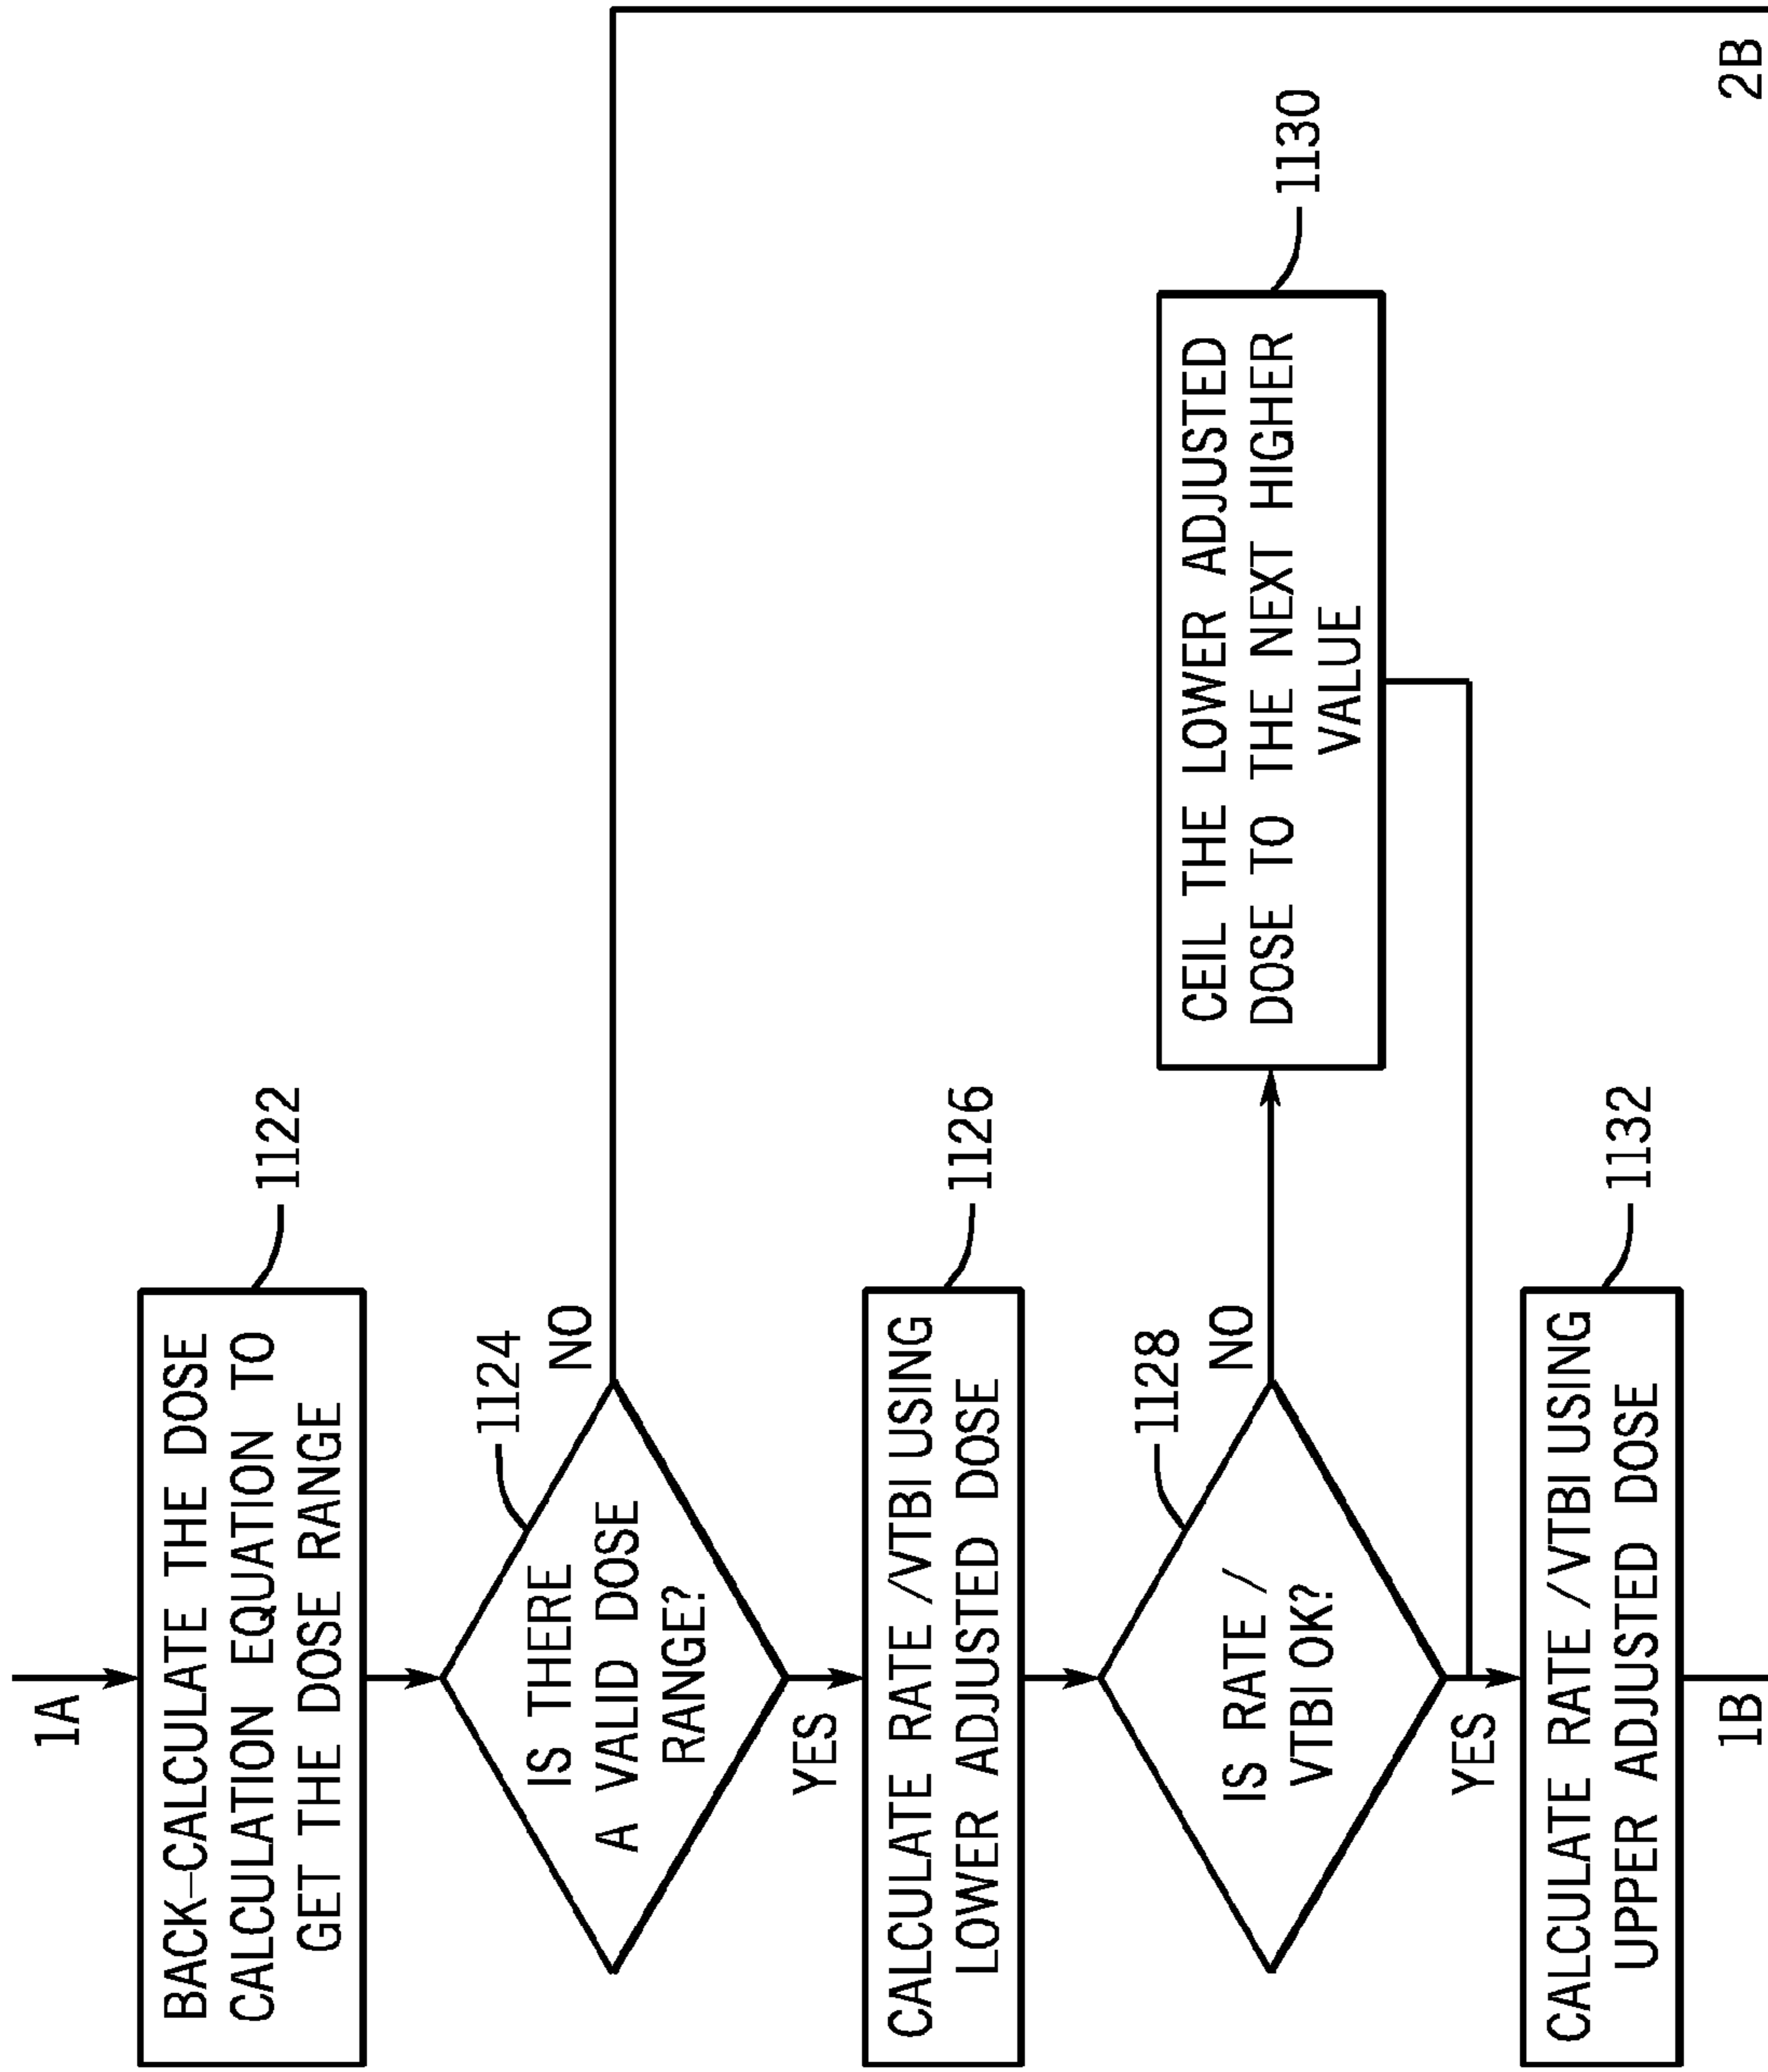 1A
BACK-CALCULATE THE DOSE
CALCULATION EQUATION TO
GET THE DOSE RANGE
1122
IS THERE
A VALID DOSE
RANGE?
1124
NO
YES
CALCULATE RATE /VTBI USING
LOWER ADJUSTED DOSE
1126
IS RATE /
VTBI OK?
1128
NO
CEIL THE LOWER ADJUSTED
DOSE TO THE NEXT HIGHER
VALUE
1130
YES
CALCULATE RATE /VTBI USING
UPPER ADJUSTED DOSE
1132
1B
2B